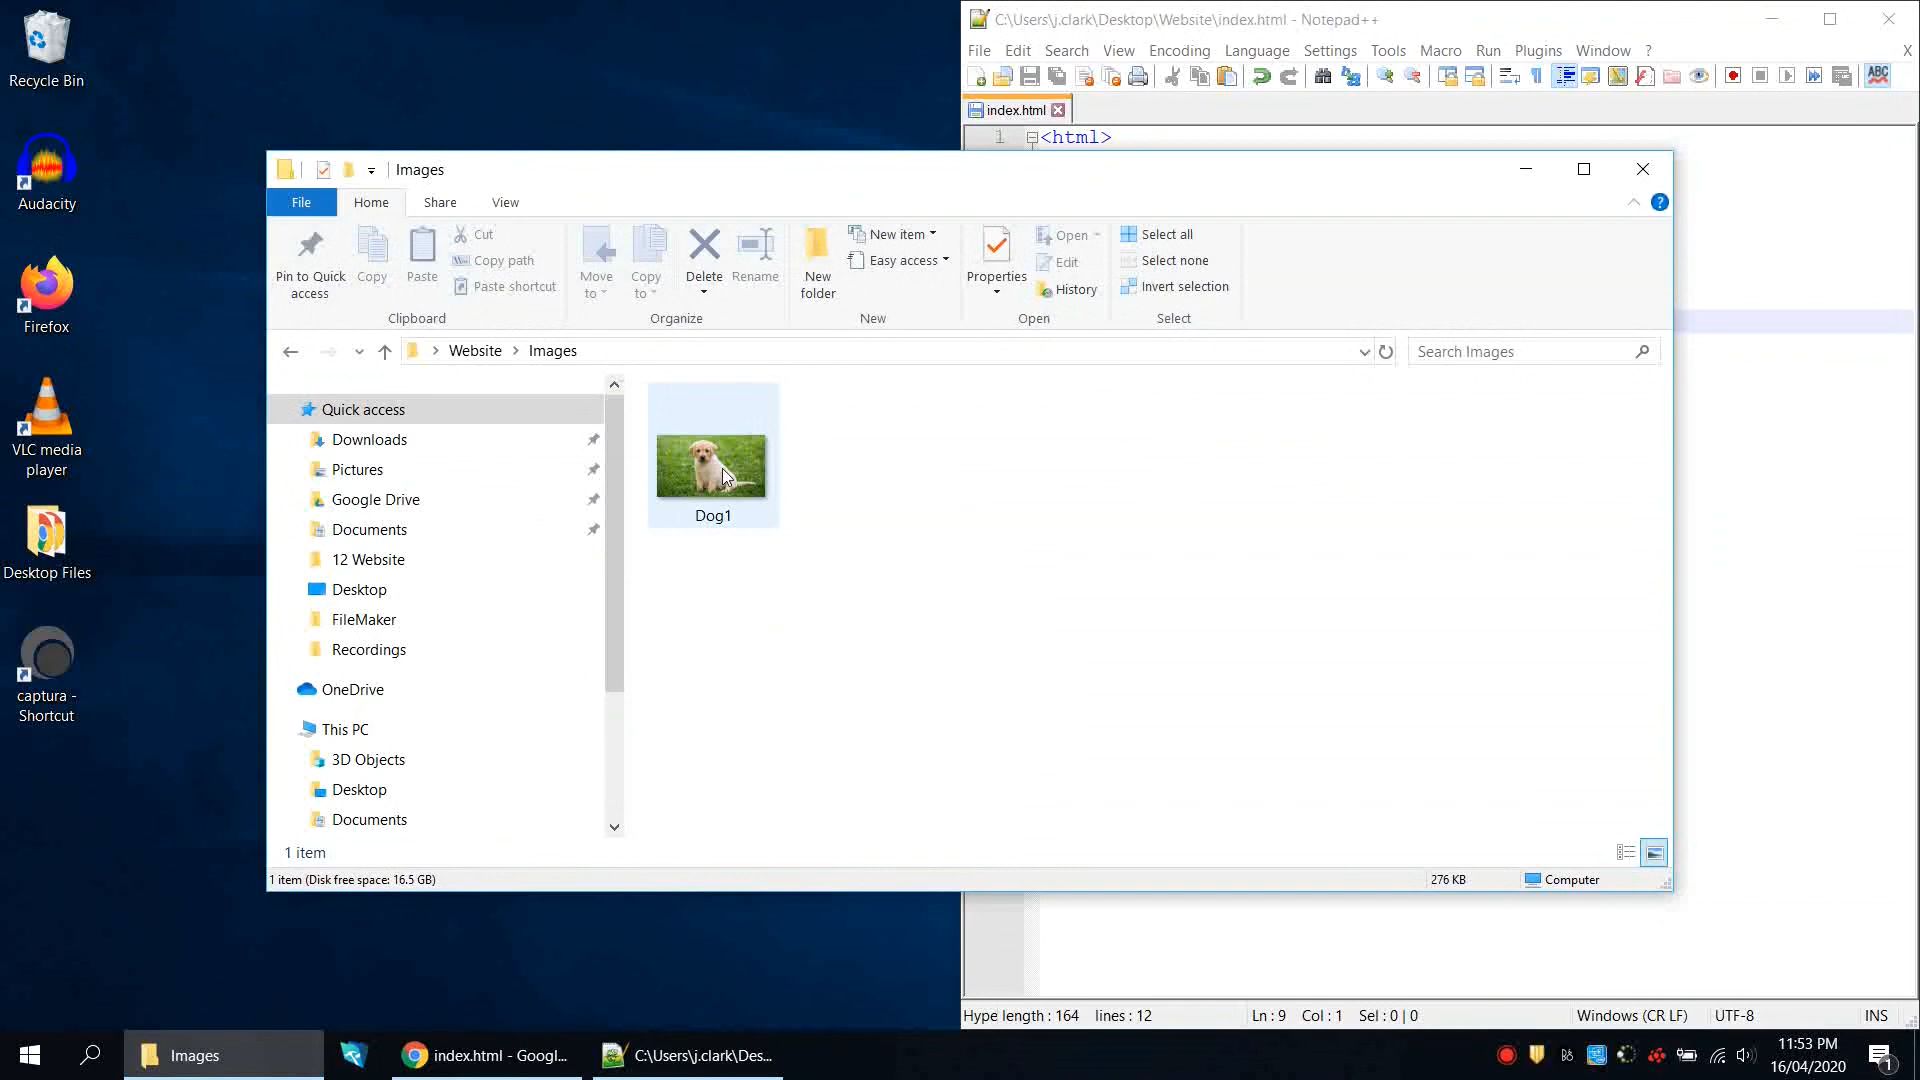 Recycle Bin
Audacity
Firefox
VLC media
player
Desktop Files
captura -
Shortcut
C:\Users\j.clark\Desktop\Website\index.html - Notepad++
File Edit Search View Encoding Language Settings Tools Macro Run Plugins Window ? X
ABC
index.html
1 <html>
Images
File Home Share View
?
Pin to Quick
access
Copy
Paste
Cut
Copy path
Paste shortcut
Clipboard
Move
to
Copy
to
Delete
Rename
Organize
New
folder
New item
Easy access
New
Properties
Open
Edit
History
Open
Select all
Select none
Invert selection
Select
Website Images
Search Images
Quick access
Downloads
Pictures
Google Drive
Documents
12 Website
Desktop
FileMaker
Recordings
OneDrive
This PC
3D Objects
Desktop
Documents
Dog1
1 item
1 item (Disk free space: 16.5 GB) 276 KB Computer
Hype length : 164 lines : 12 Ln : 9 Col : 1 Sel : 0 | 0 Windows (CR LF) UTF-8 INS
Images
index.html - Googl...
C:\Users\j.clark\Des...
11:53 PM
16/04/2020
1